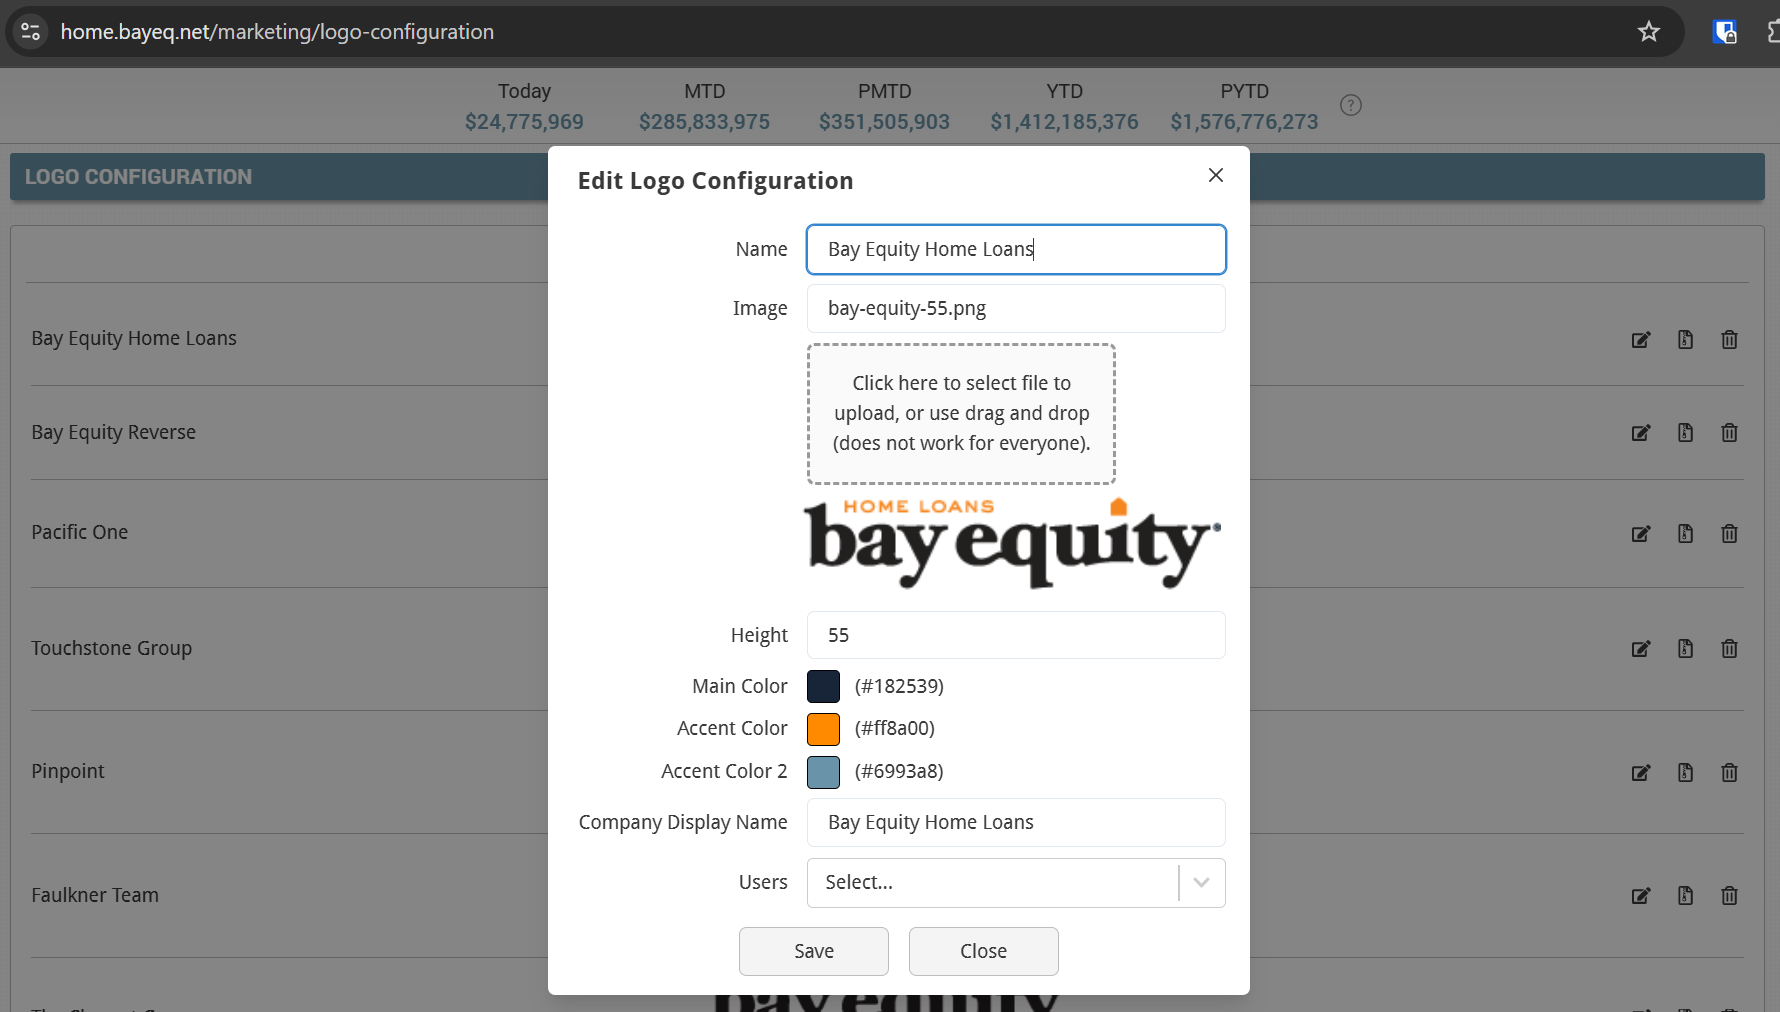 home.bayeq.net/marketing/logo-configuration
Today MTD PMTD YTD PYTD
$24,775,969 $285,833,975 $351,505,903 $1,412,185,376 $1,576,776,273 ?
LOGO CONFIGURATION
Edit Logo Configuration
Name Bay Equity Home Loans
Image bay-equity-55.png
Click here to select file to
upload, or use drag and drop
(does not work for everyone).
HOME LOANS
bay equity
Height 55
Main Color (#182539)
Accent Color (#ff8a00)
Accent Color 2 (#6993a8)
Company Display Name Bay Equity Home Loans
Users Select...
Save Close
Bay Equity Home Loans
Bay Equity Reverse
Pacific One
Touchstone Group
Pinpoint
Faulkner Team
bay equity